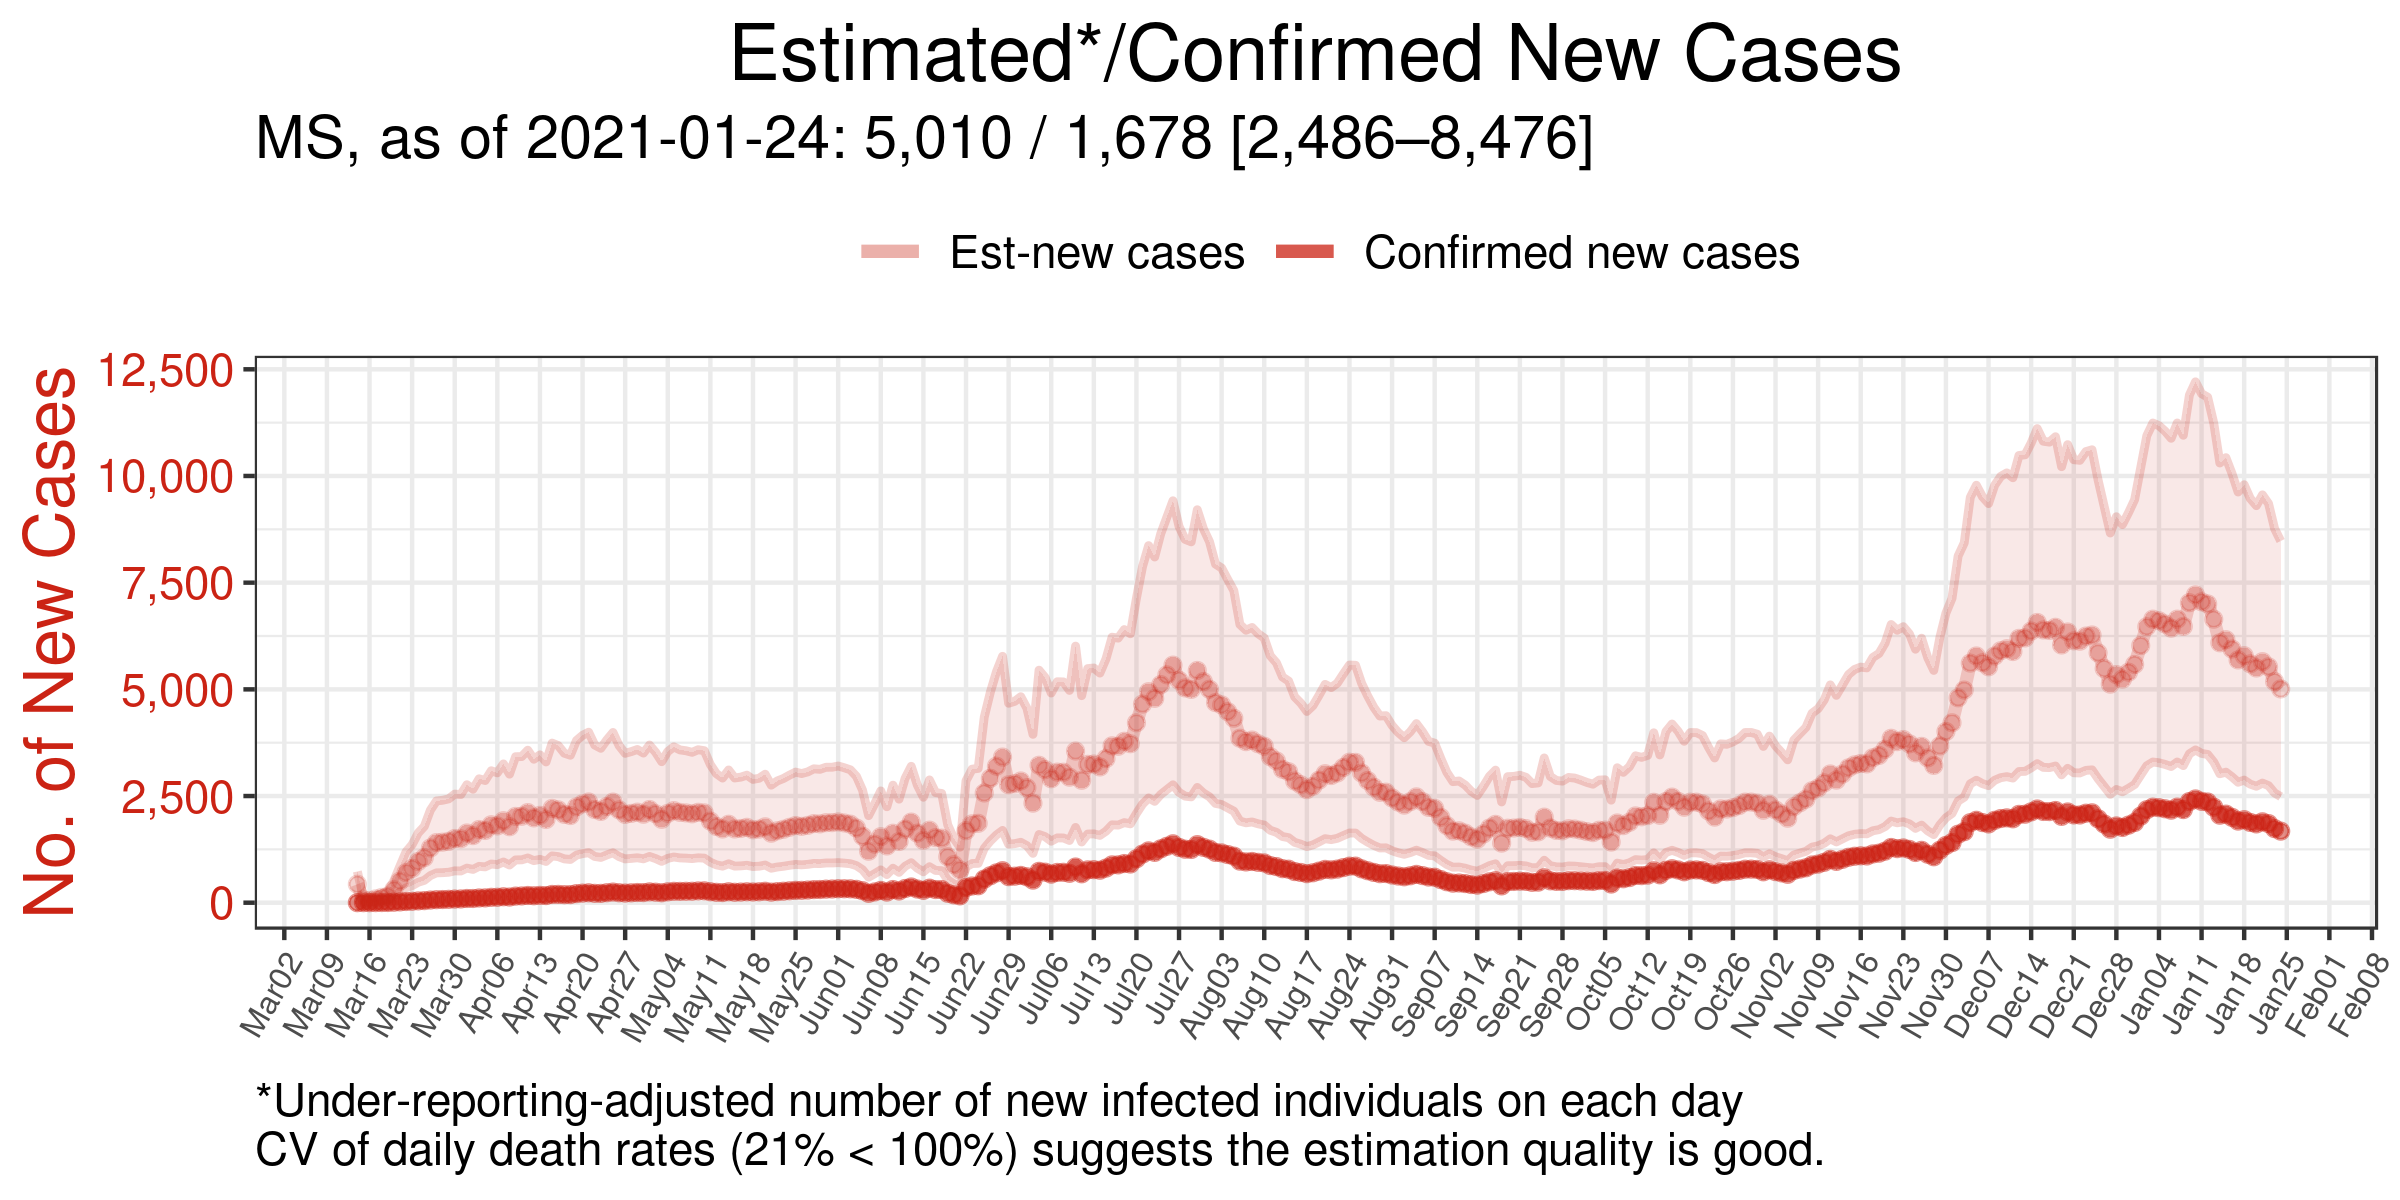 Estimated*/Confirmed New Cases
MS, as of 2021-01-24: 5,010 / 1,678 [2,486–8,476]
Est-new cases Confirmed new cases
No. of New Cases
12,500
10,000
7,500
5,000
2,500
0
Mar02 Mar09 Mar16 Mar23 Mar30 Apr06 Apr13 Apr20 Apr27 May04 May11 May18 May25 Jun01 Jun08 Jun15 Jun22 Jun29 Jul06 Jul13 Jul20 Jul27 Aug03 Aug10 Aug17 Aug24 Aug31 Sep07 Sep14 Sep21 Sep28 Oct05 Oct12 Oct19 Oct26 Nov02 Nov09 Nov16 Nov23 Nov30 Dec07 Dec14 Dec21 Dec28 Jan04 Jan11 Jan18 Jan25 Feb01 Feb08
*Under-reporting-adjusted number of new infected individuals on each day
CV of daily death rates (21% < 100%) suggests the estimation quality is good.